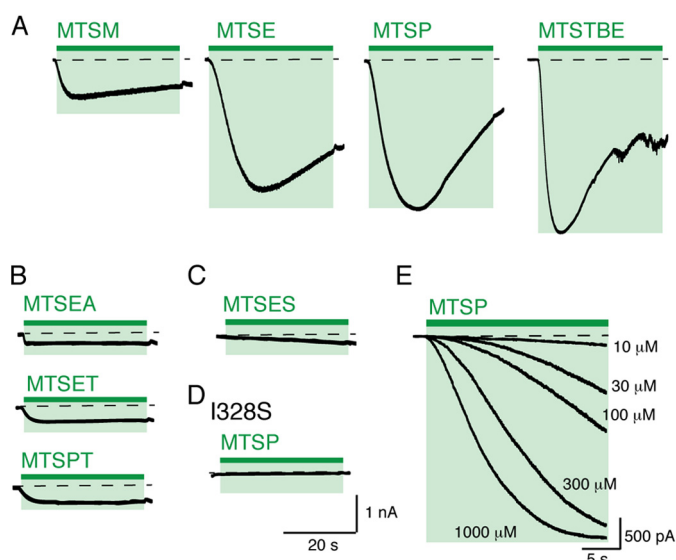 A
MTSM
MTSE
MTSP
MTSTBE
B
MTSEA
MTSET
MTSPT
C
MTSES
D
I328S
MTSP
1 nA
20 s
E
MTSP
10 μM
30 μM
100 μM
300 μM
1000 μM
500 pA
5 s